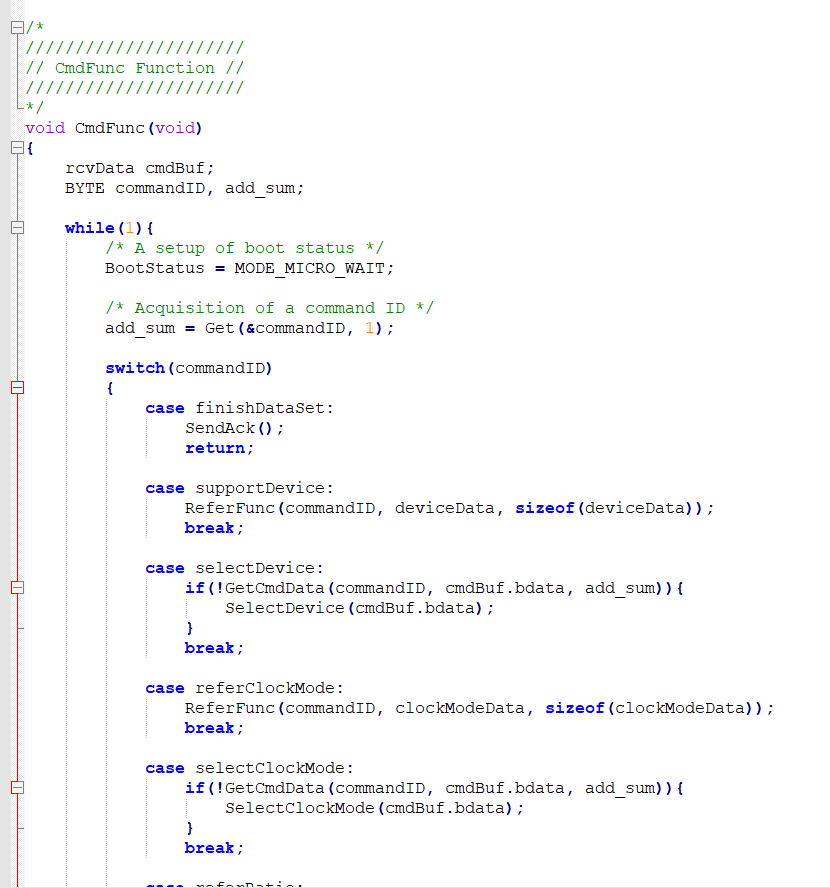 /*
//////////////////////
// CmdFunc Function //
//////////////////////
*/
void CmdFunc(void)
{
    rcvData cmdBuf;
    BYTE commandID, add_sum;

    while(1){
        /* A setup of boot status */
        BootStatus = MODE_MICRO_WAIT;

        /* Acquisition of a command ID */
        add_sum = Get(&commandID, 1);

        switch(commandID)
        {
            case finishDataSet:
                SendAck();
                return;

            case supportDevice:
                ReferFunc(commandID, deviceData, sizeof(deviceData));
                break;

            case selectDevice:
                if(!GetCmdData(commandID, cmdBuf.bdata, add_sum)){
                    SelectDevice(cmdBuf.bdata);
                }
                break;

            case referClockMode:
                ReferFunc(commandID, clockModeData, sizeof(clockModeData));
                break;

            case selectClockMode:
                if(!GetCmdData(commandID, cmdBuf.bdata, add_sum)){
                    SelectClockMode(cmdBuf.bdata);
                }
                break;